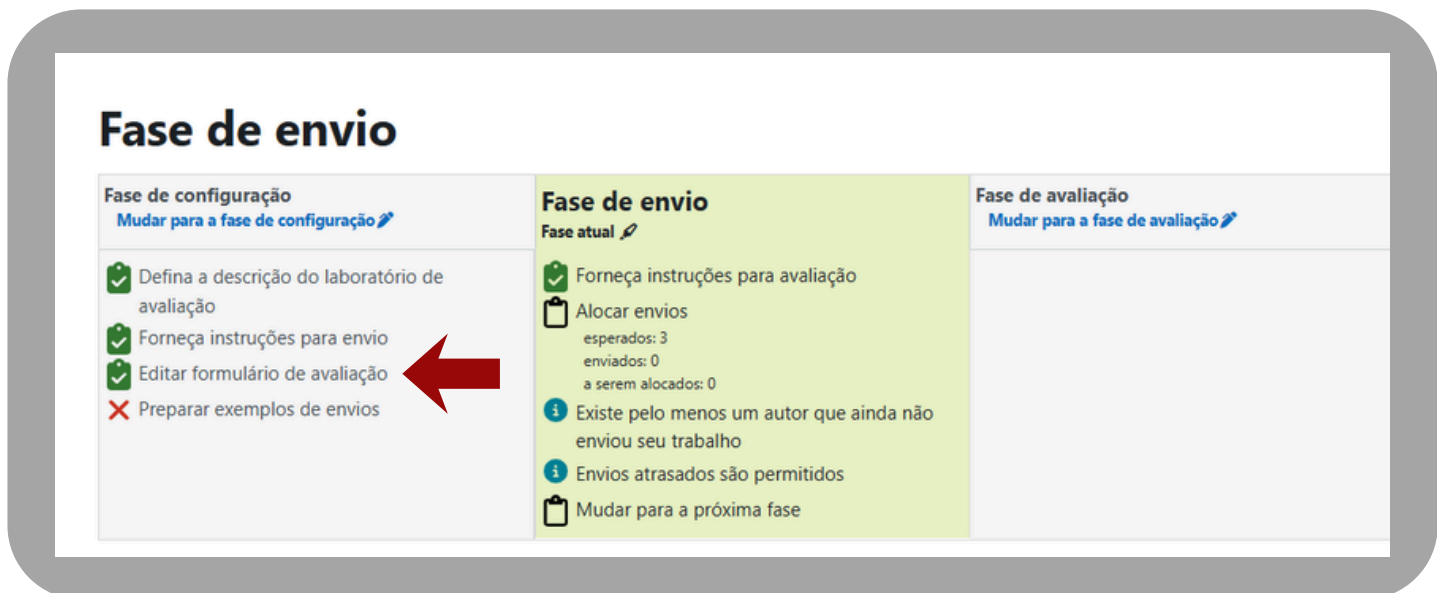 Fase de envio
Fase de configuração
Mudar para a fase de configuração
Defina a descrição do laboratório de
avaliação
Forneça instruções para envio
Editar formulário de avaliação
Preparar exemplos de envios
Fase de envio
Fase atual
Forneça instruções para avaliação
Alocar envios
esperados: 3
enviados: 0
a serem alocados: 0
Existe pelo menos um autor que ainda não
enviou seu trabalho
Envios atrasados são permitidos
Mudar para a próxima fase
Fase de avaliação
Mudar para a fase de avaliação